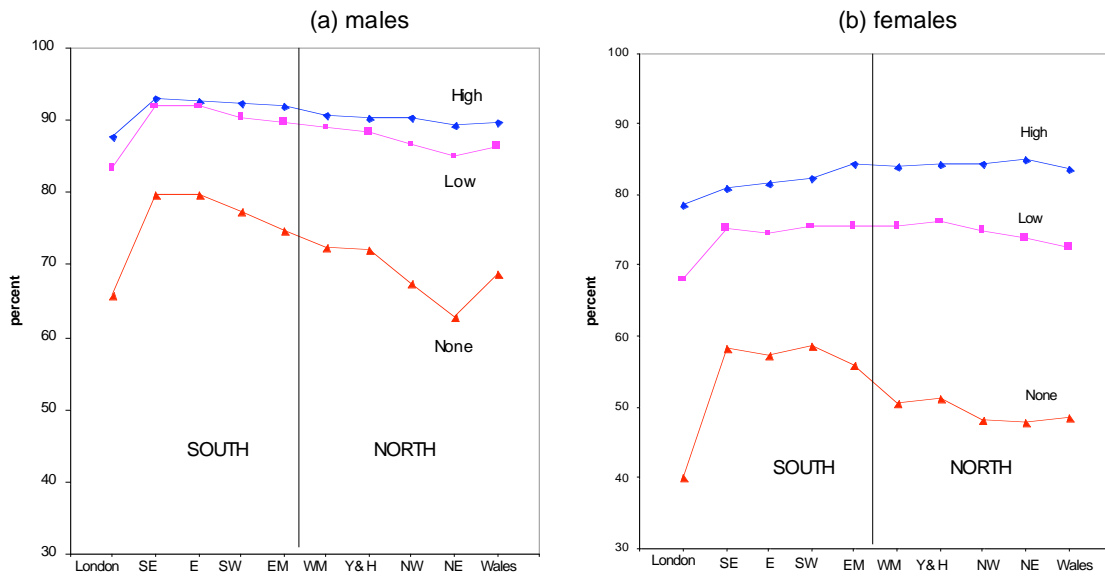 (a) males
100
90
80
70
60
50
40
30
percent
High
Low
None
SOUTH NORTH
London SE E SW EM WM Y& H NW NE Wales
(b) females
100
90
80
70
60
50
40
30
percent
High
Low
None
SOUTH NORTH
London SE E SW EM WM Y& H NW NE Wales